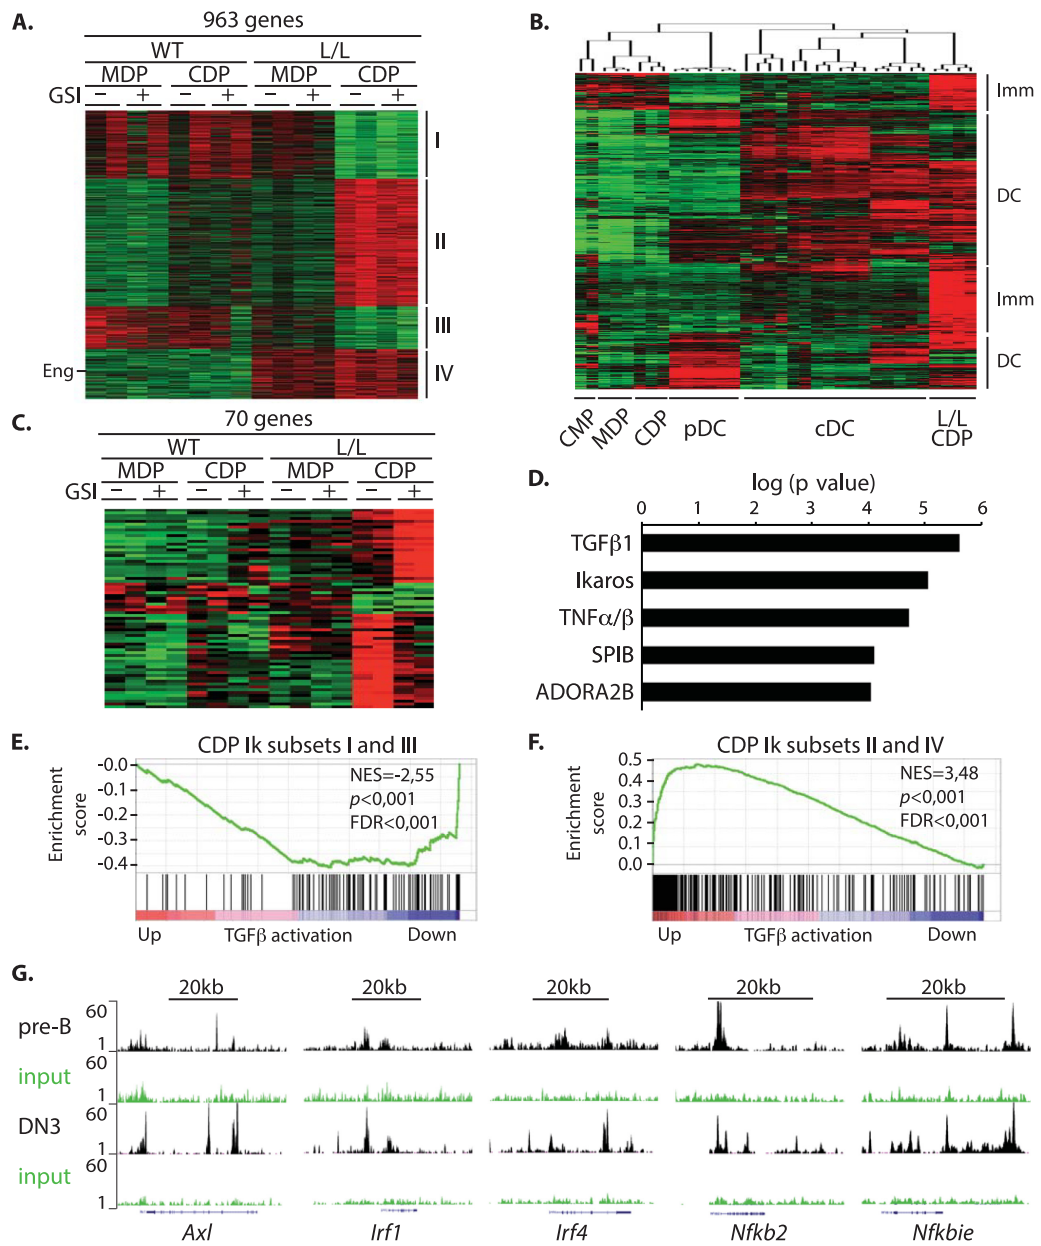 A.
963 genes
WT L/L
MDP CDP MDP CDP
GSI − + − + − + − +
I
II
III
Eng
IV
B.
Imm
DC
Imm
DC
CMP MDP CDP pDC cDC L/L CDP
C.
70 genes
WT L/L
MDP CDP MDP CDP
GSI − + − + − + − +
D.
log (p value)
0 1 2 3 4 5 6
TGFβ1
Ikaros
TNFα/β
SPIB
ADORA2B
E.
CDP Ik subsets I and III
Enrichment score
-0.0
-0.1
-0.2
-0.3
-0.4
NES=-2,55
p<0,001
FDR<0,001
Up TGFβ activation Down
F.
CDP Ik subsets II and IV
Enrichment score
0.5
0.4
0.3
0.2
0.1
0.0
NES=3,48
p<0,001
FDR<0,001
Up TGFβ activation Down
G.
20kb 20kb 20kb 20kb 20kb
pre-B 60 1
input 60 1
DN3 60 1
input 60 1
Axl Irf1 Irf4 Nfkb2 Nfkbie